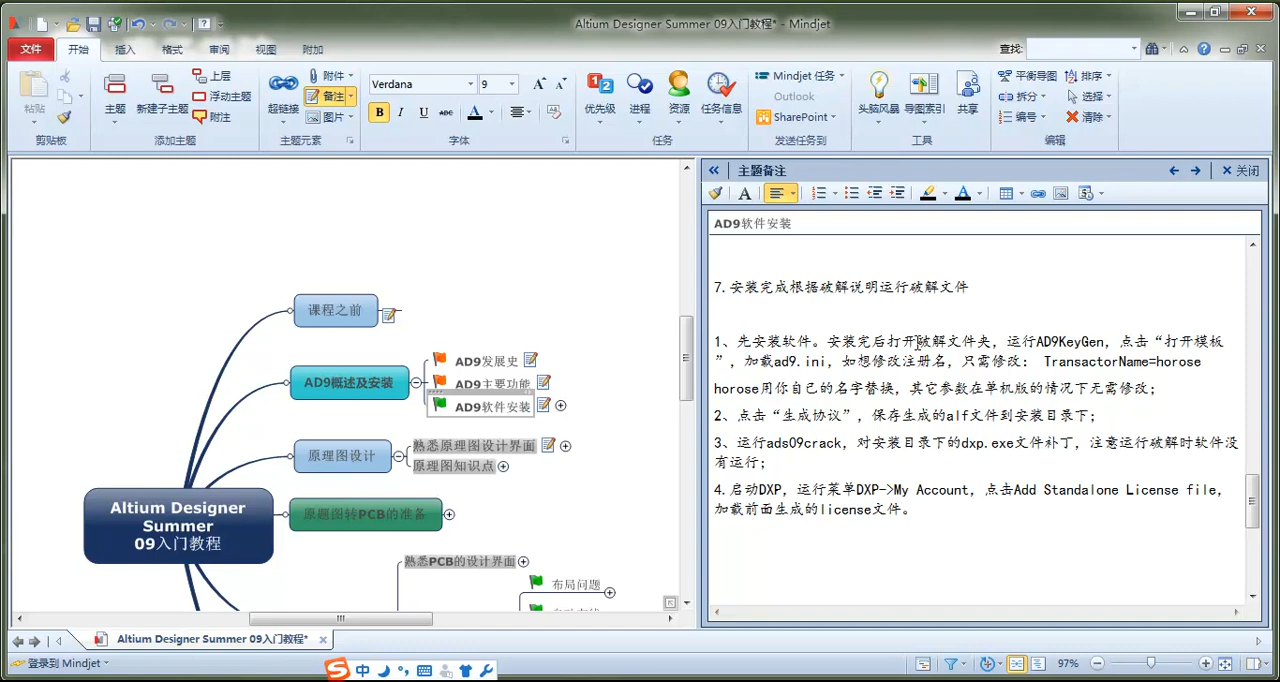 Altium Designer Summer 09入门教程* - Mindjet
文件 开始 插入 格式 审阅 视图 附加
查找:
粘贴
剪贴板
主题
新建子主题
上层
浮动主题
附注
添加主题
超链接
附件
备注
图片
主题元素
Verdana 9
B I U abc A
字体
优先级
进程
资源
任务信息
任务
Mindjet 任务
Outlook
SharePoint
发送任务到
头脑风暴
导图索引
共享
工具
平衡导图 排序
拆分 选择
编号 清除
编辑
课程之前
AD9概述及安装
AD9发展史
AD9主要功能
AD9软件安装
原理图设计
熟悉原理图设计界面
原理图知识点
Altium Designer
Summer
09入门教程
原题图转PCB的准备
熟悉PCB的设计界面
布局问题
主题备注
关闭
AD9软件安装
7.安装完成根据破解说明运行破解文件
1、先安装软件。安装完后打开破解文件夹，运行AD9KeyGen，点击“打开模板
”，加载ad9.ini，如想修改注册名，只需修改： TransactorName=horose
horose用你自己的名字替换，其它参数在单机版的情况下无需修改；
2、点击“生成协议”，保存生成的alf文件到安装目录下；
3、运行ads09crack，对安装目录下的dxp.exe文件补丁，注意运行破解时软件没
有运行；
4.启动DXP，运行菜单DXP->My Account，点击Add Standalone License file，
加载前面生成的license文件。
Altium Designer Summer 09入门教程*
登录到 Mindjet
中
97%